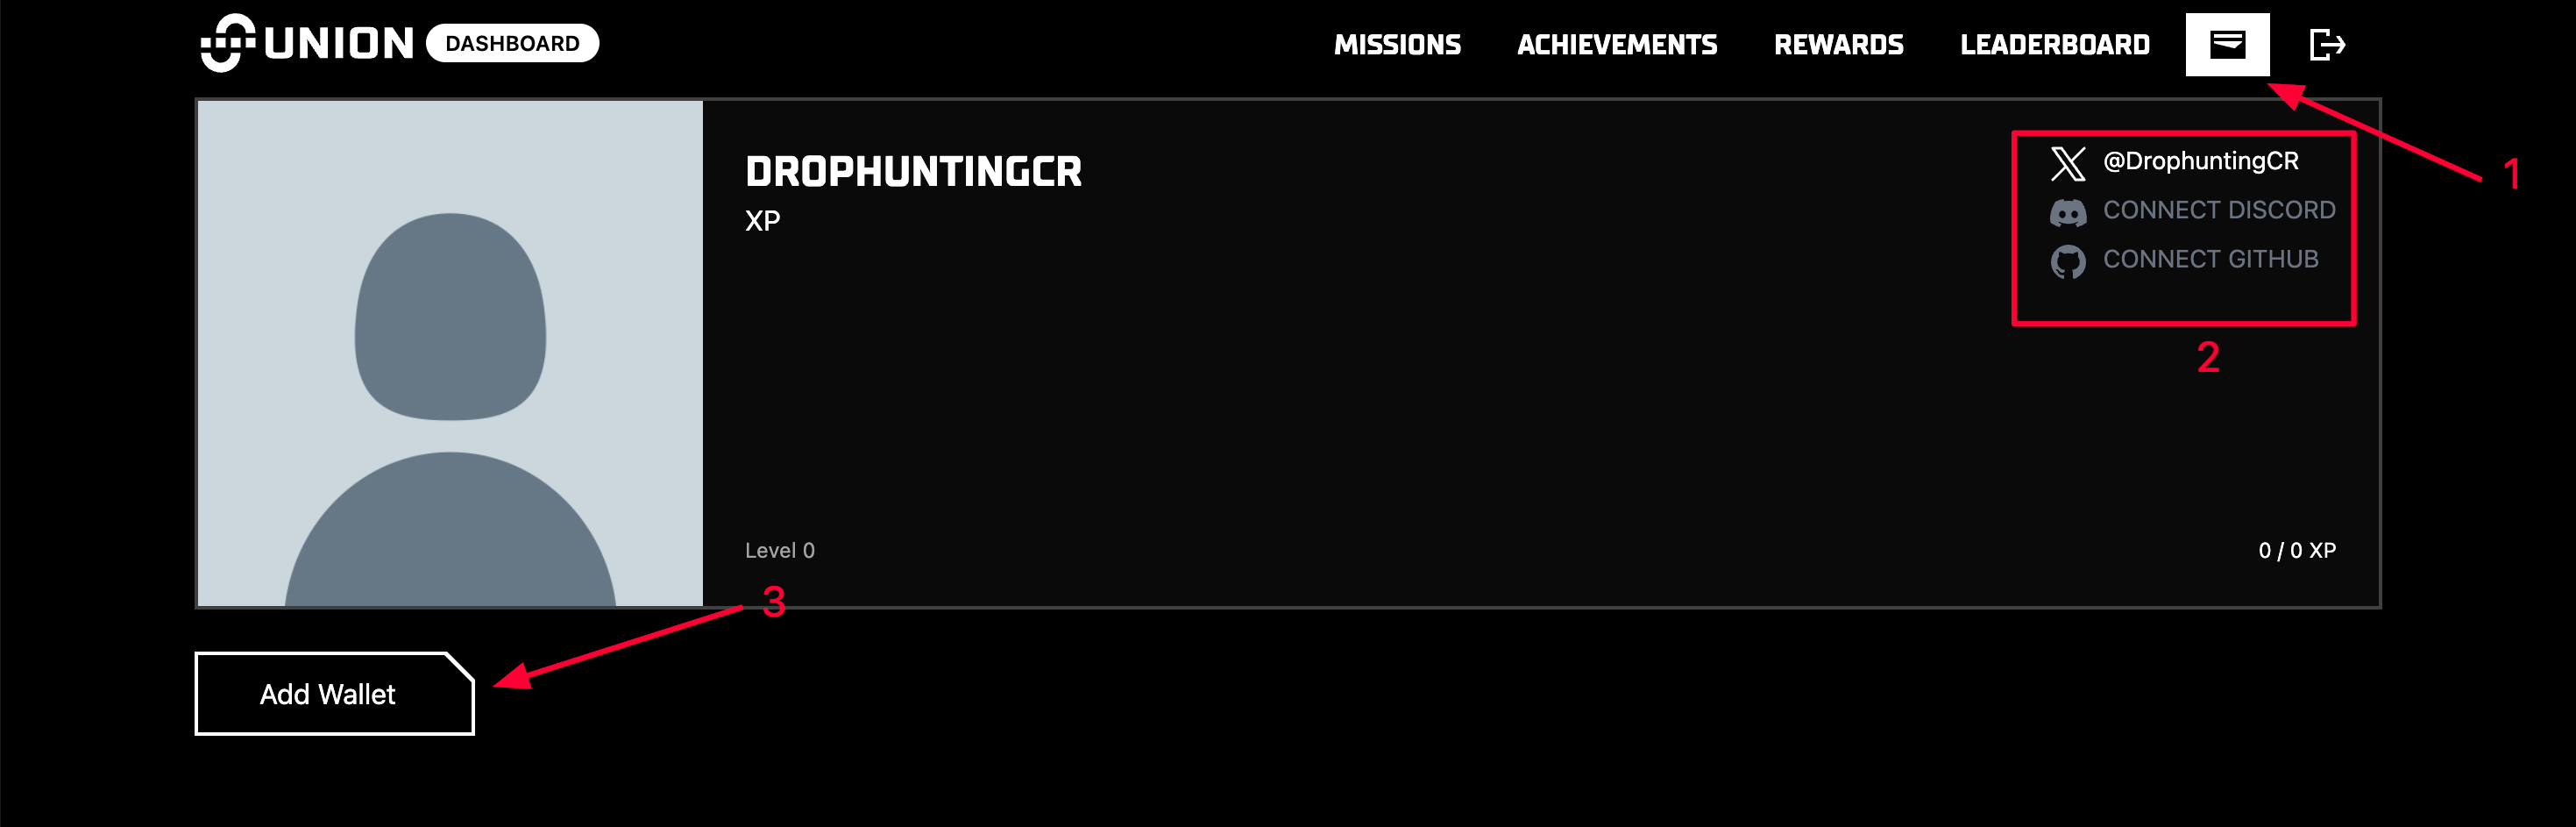 UNION DASHBOARD MISSIONS ACHIEVEMENTS REWARDS LEADERBOARD
1
DROPHUNTINGCR
XP
@DrophuntingCR
CONNECT DISCORD
CONNECT GITHUB
2
Level 0
0 / 0 XP
3
Add Wallet